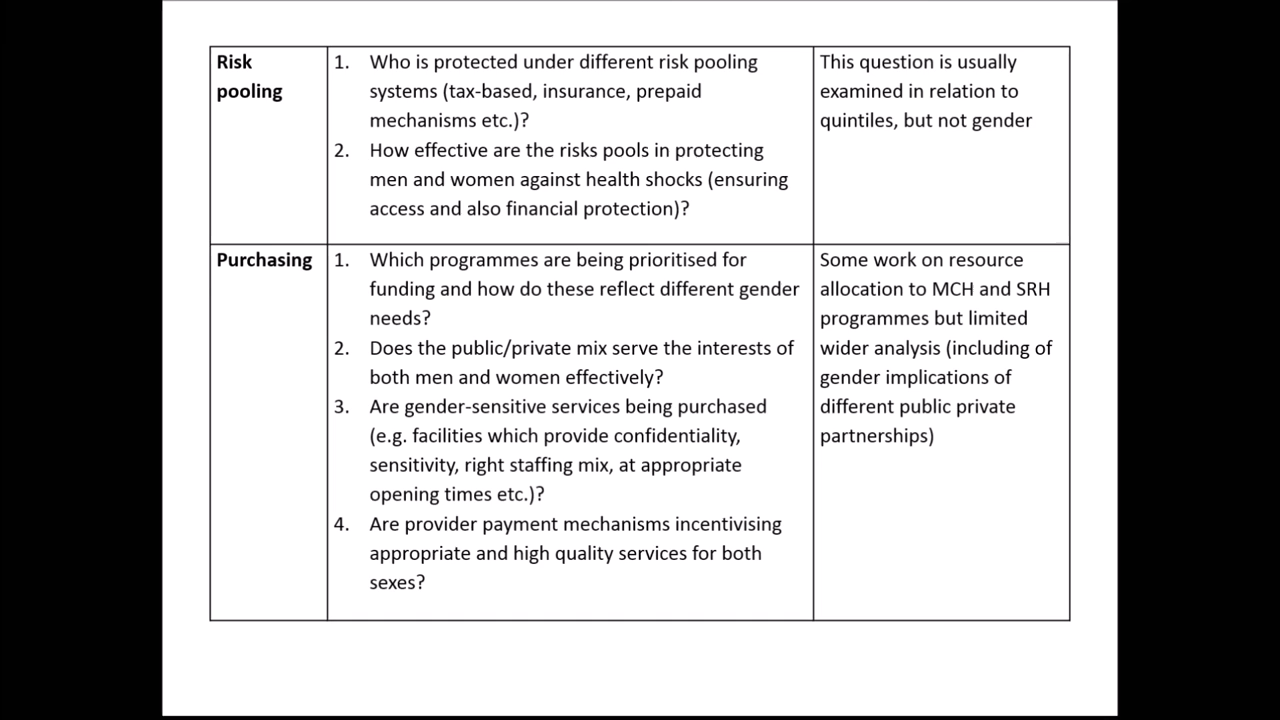 Risk
pooling
1. Who is protected under different risk pooling
systems (tax-based, insurance, prepaid
mechanisms etc.)?
2. How effective are the risks pools in protecting
men and women against health shocks (ensuring
access and also financial protection)?
This question is usually
examined in relation to
quintiles, but not gender
Purchasing
1. Which programmes are being prioritised for
funding and how do these reflect different gender
needs?
2. Does the public/private mix serve the interests of
both men and women effectively?
3. Are gender-sensitive services being purchased
(e.g. facilities which provide confidentiality,
sensitivity, right staffing mix, at appropriate
opening times etc.)?
4. Are provider payment mechanisms incentivising
appropriate and high quality services for both
sexes?
Some work on resource
allocation to MCH and SRH
programmes but limited
wider analysis (including of
gender implications of
different public private
partnerships)